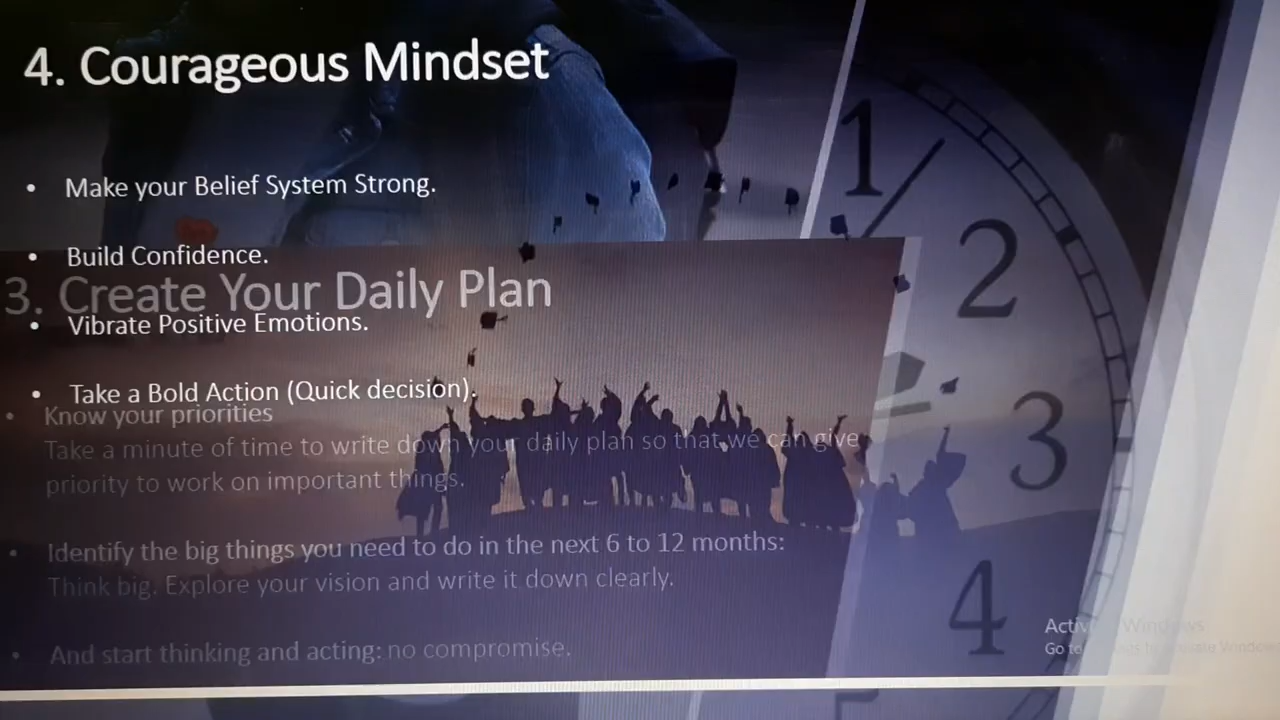 4. Courageous Mindset
• Make your Belief System Strong.
• Build Confidence.
3. Create Your Daily Plan
• Vibrate Positive Emotions.
• Take a Bold Action (Quick decision).
• Know your priorities
Take a minute of time to write down your daily plan so that we can give
priority to work on important things.
• Identify the big things you need to do in the next 6 to 12 months:
Think big. Explore your vision and write it down clearly.
• And start thinking and acting: no compromise.
1
2
3
4
Windows
Go to